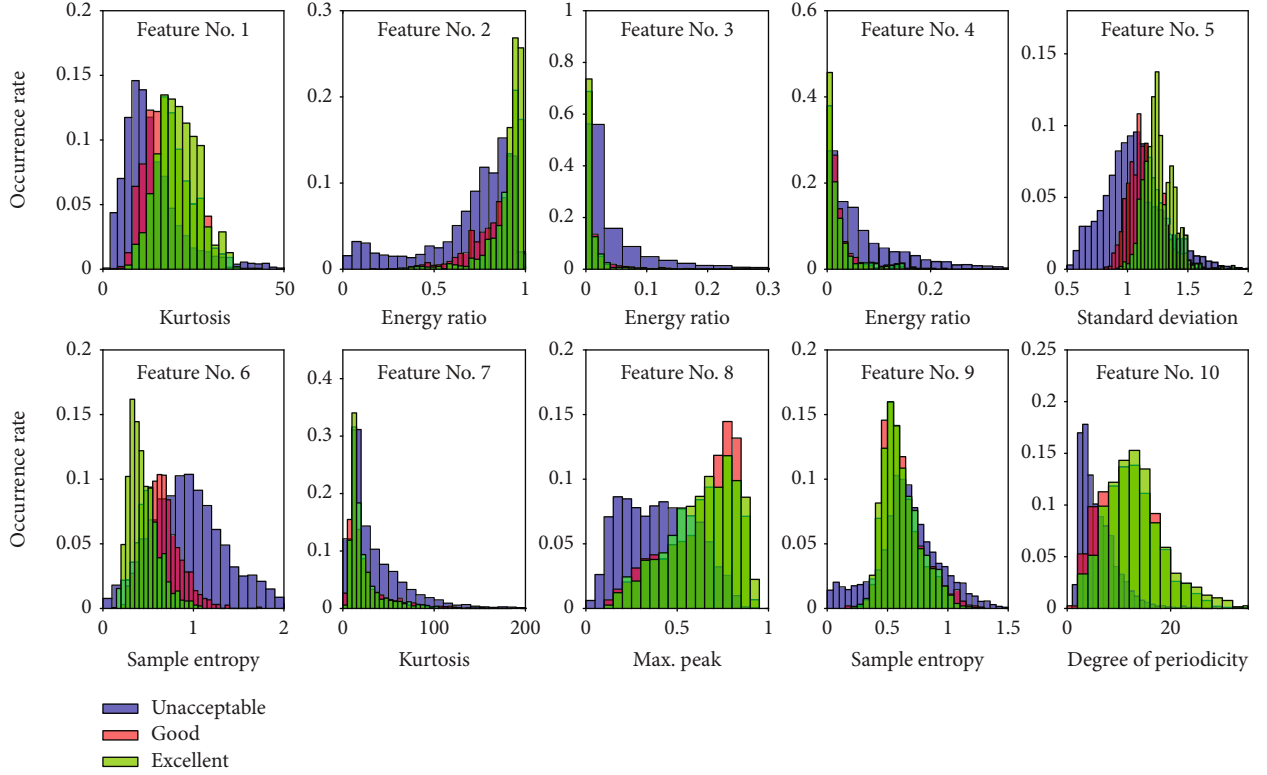 Feature No. 1
Feature No. 2
Feature No. 3
Feature No. 4
Feature No. 5
Occurrence rate
0.2
0.15
0.1
0.05
0
0 50
Kurtosis
0.3
0.2
0.1
0
0 0.5 1
Energy ratio
1
0.8
0.6
0.4
0.2
0
0 0.1 0.2 0.3
Energy ratio
0.6
0.4
0.2
0
0 0.2
Energy ratio
0.15
0.1
0.05
0
0.5 1 1.5 2
Standard deviation
Feature No. 6
Feature No. 7
Feature No. 8
Feature No. 9
Feature No. 10
Occurrence rate
0.2
0.15
0.1
0.05
0
0 1 2
Sample entropy
0.4
0.3
0.2
0.1
0
0 100 200
Kurtosis
0.2
0.15
0.1
0.05
0
0 0.5 1
Max. peak
0.2
0.15
0.1
0.05
0
0 0.5 1 1.5
Sample entropy
0.25
0.2
0.15
0.1
0.05
0
0 20
Degree of periodicity
Unacceptable
Good
Excellent